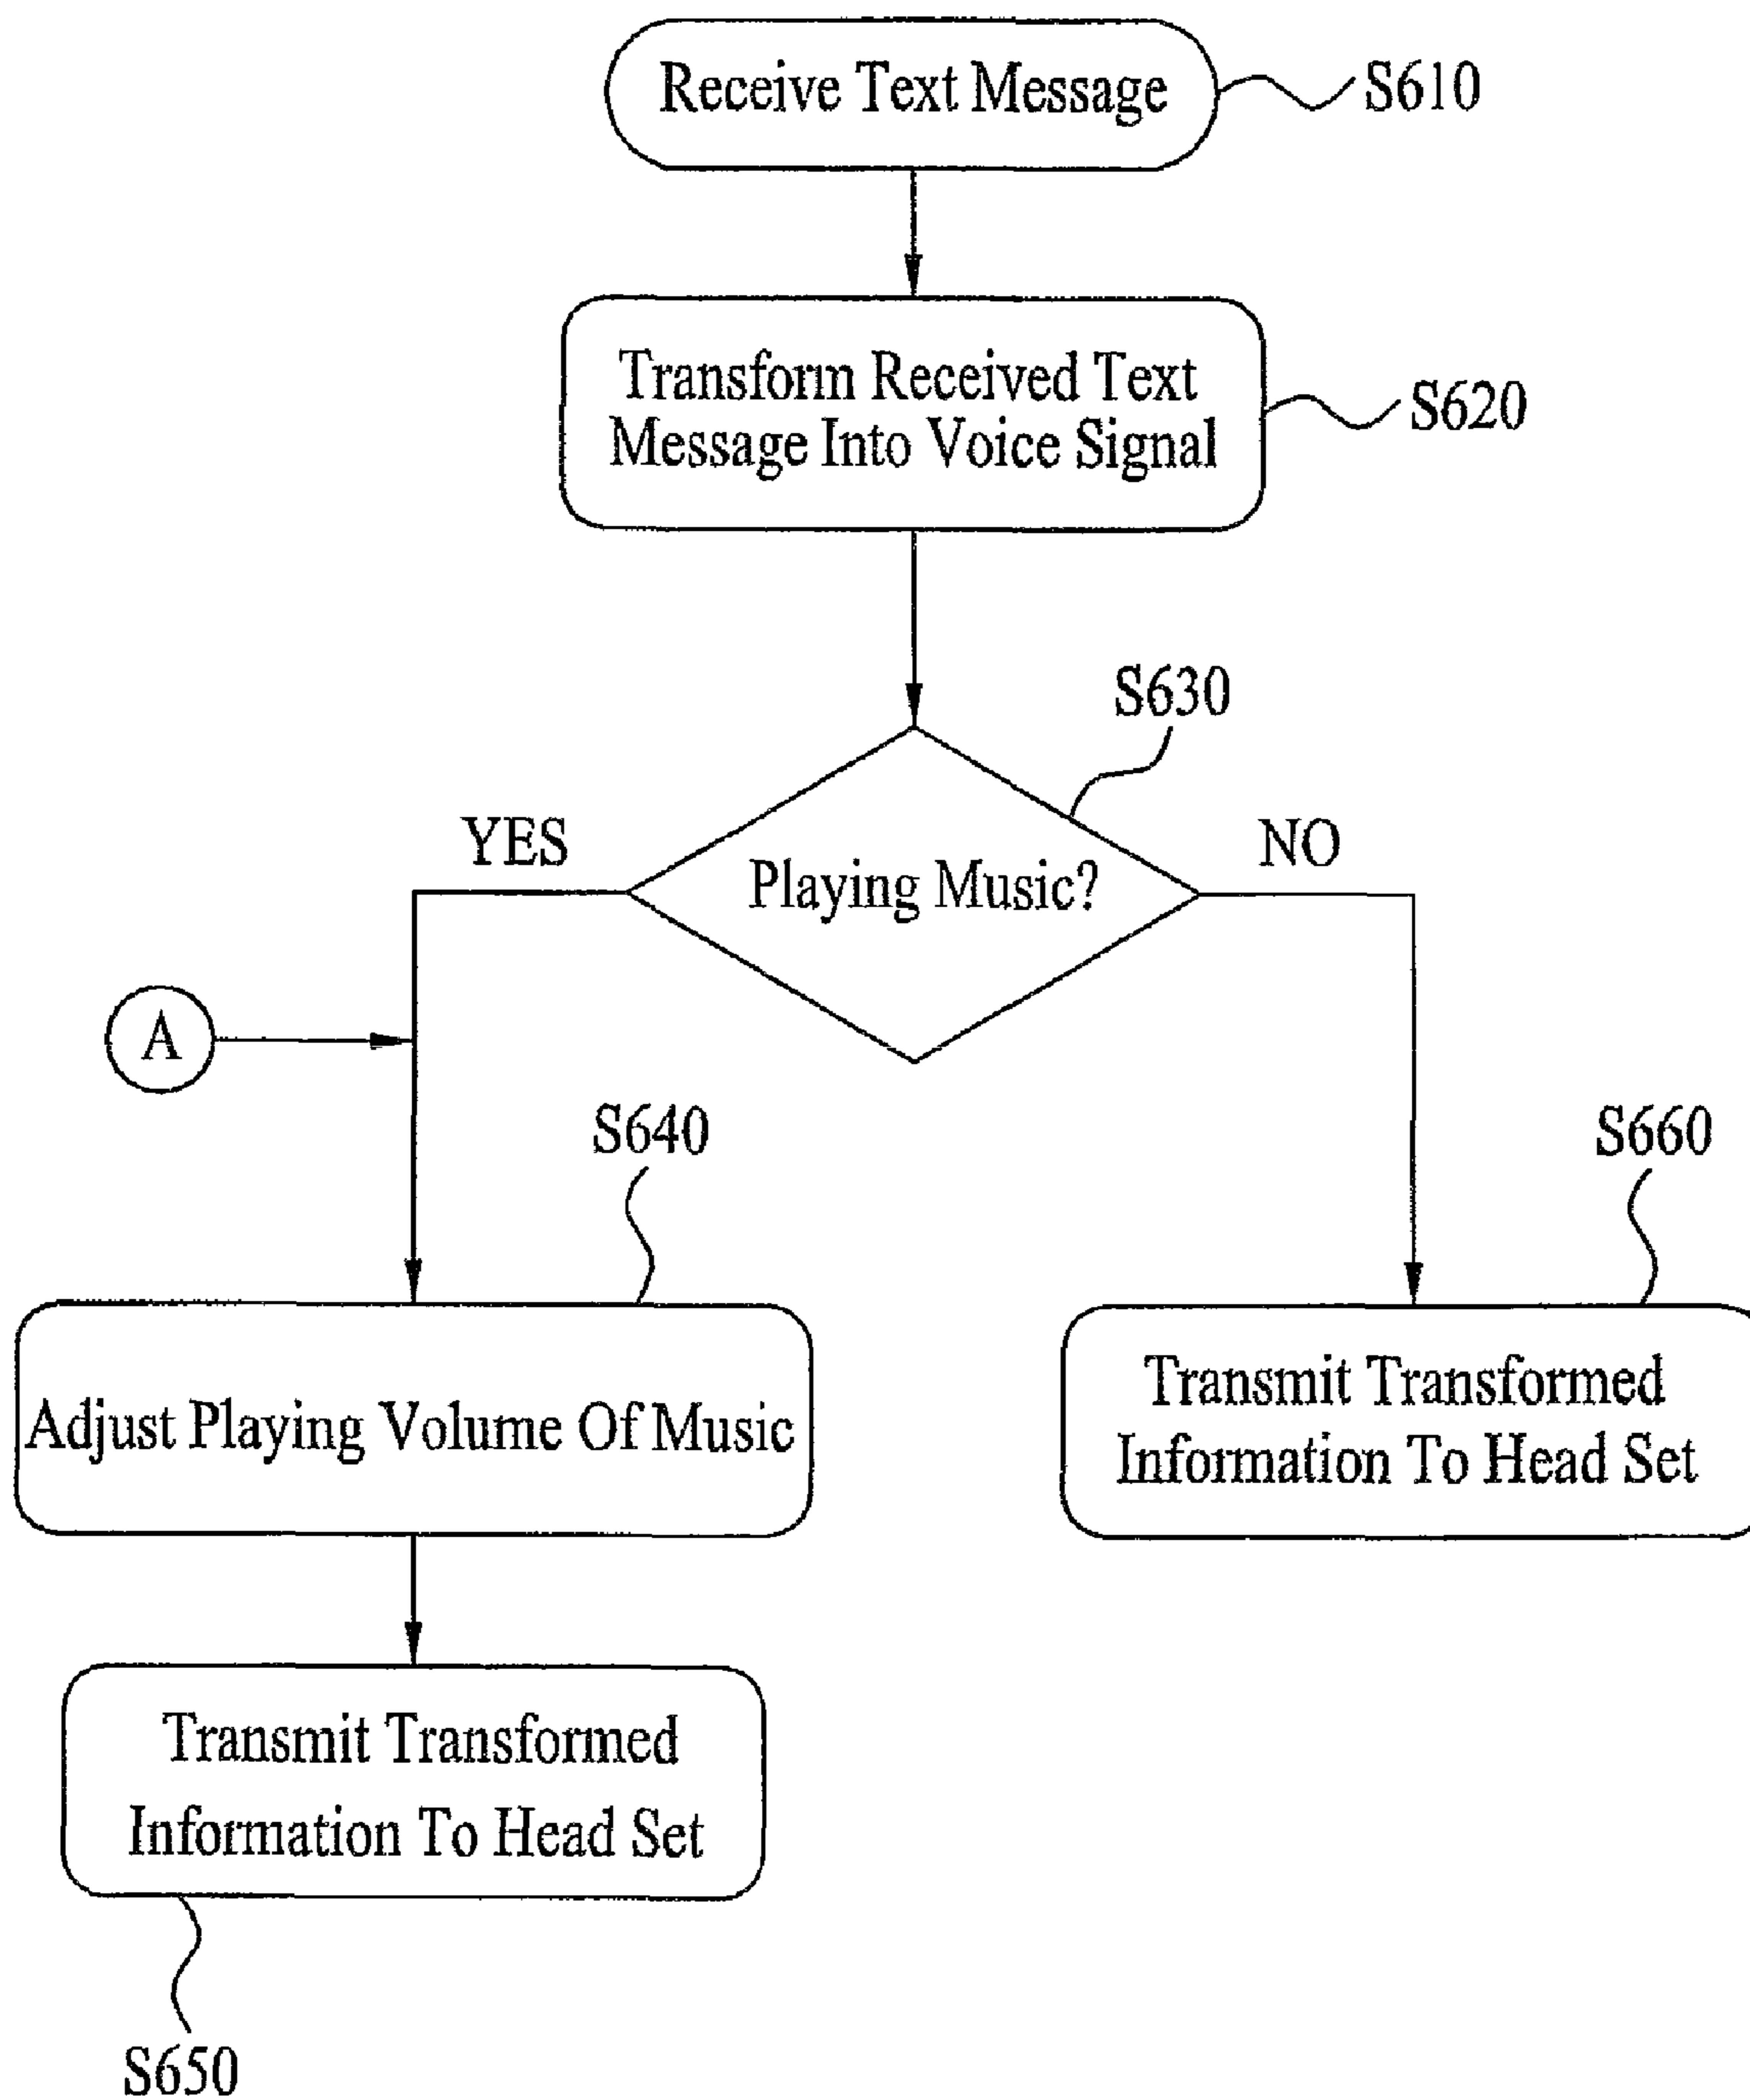 Receive Text Message
S610
Transform Received Text
Message Into Voice Signal
S620
S630
YES
Playing Music?
NO
A
S640
S660
Adjust Playing Volume Of Music
Transmit Transformed
Information To Head Set
Transmit Transformed
Information To Head Set
S650